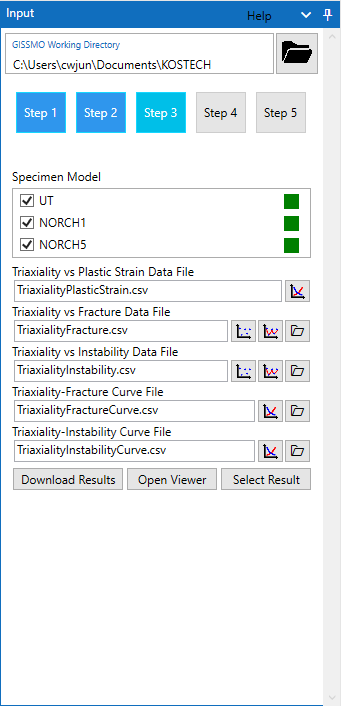 Input Help
GISSMO Working Directory
C:\Users\cwjun\Documents\KOSTECH
Step 1 Step 2 Step 3 Step 4 Step 5
Specimen Model
UT
NORCH1
NORCH5
Triaxiality vs Plastic Strain Data File
TriaxialityPlasticStrain.csv
Triaxiality vs Fracture Data File
TriaxialityFracture.csv
Triaxiality vs Instability Data File
TriaxialityInstability.csv
Triaxiality-Fracture Curve File
TriaxialityFractureCurve.csv
Triaxiality-Instability Curve File
TriaxialityInstabilityCurve.csv
Download Results Open Viewer Select Result